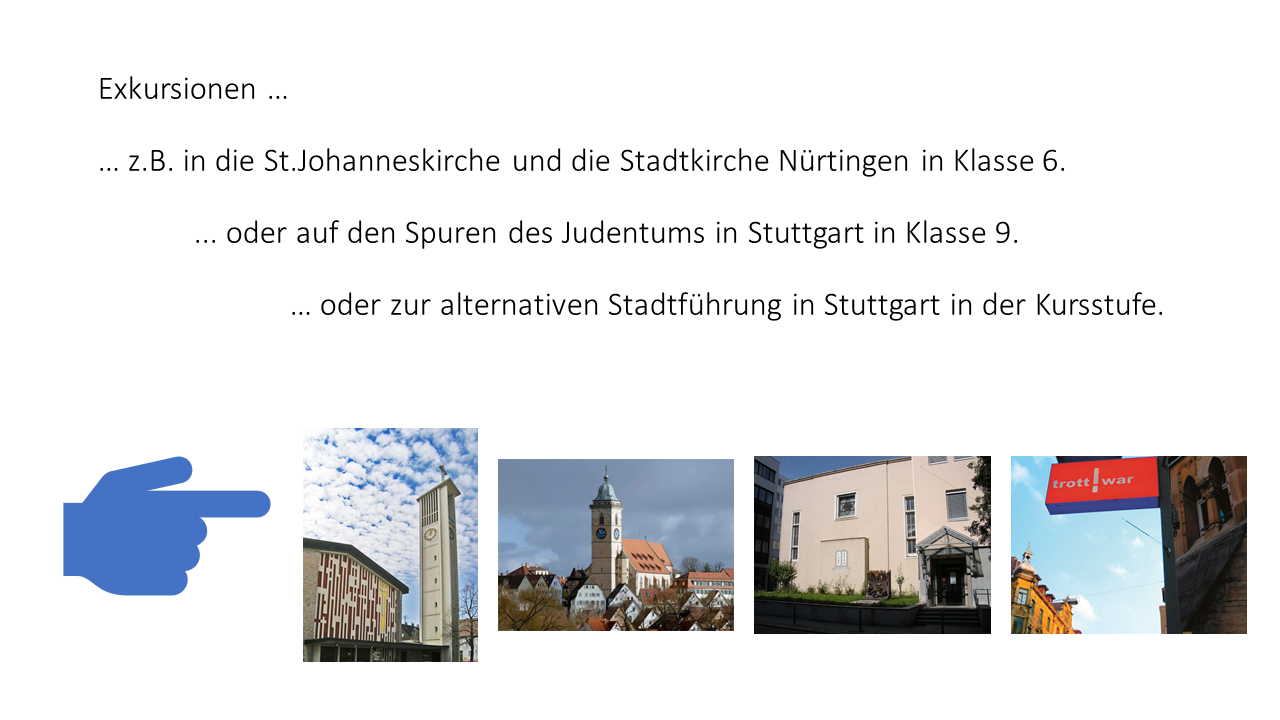 Exkursionen …
… z.B. in die St.Johanneskirche und die Stadtkirche Nürtingen in Klasse 6.
... oder auf den Spuren des Judentums in Stuttgart in Klasse 9.
… oder zur alternativen Stadtführung in Stuttgart in der Kursstufe.
trott!war